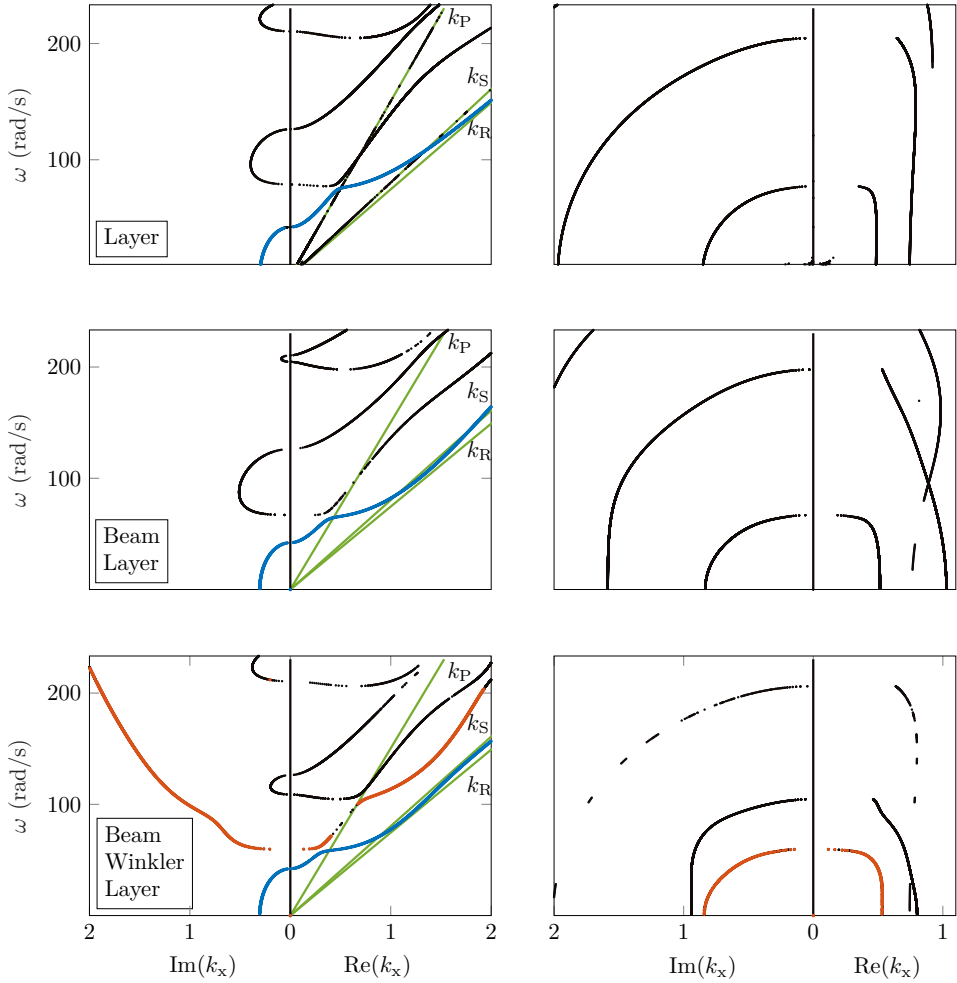 200
100
ω (rad/s)
k_P
k_S
k_R
Layer
200
100
ω (rad/s)
k_P
k_S
k_R
Beam
Layer
200
100
0
ω (rad/s)
k_P
k_S
k_R
Beam
Winkler
Layer
2 1 0 1 2 2 1 0 1
Im(k_x) Re(k_x) Im(k_x) Re(k_x)